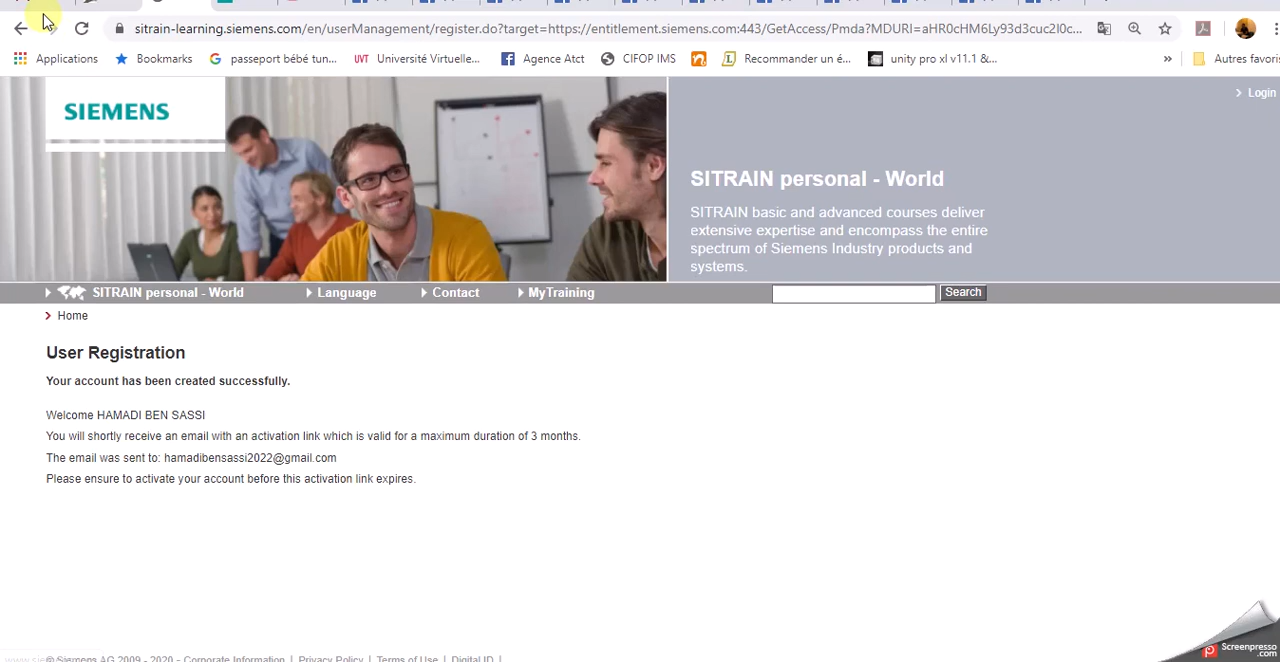 sitrain-learning.siemens.com/en/userManagement/register.do?target=https://entitlement.siemens.com:443/GetAccess/Pmda?MDURI=aHR0cHM6Ly93d3cuc2l0c...
Applications Bookmarks passeport bébé tun... UVT Université Virtuelle... Agence Atct CIFOP IMS Recommander un é... unity pro xl v11.1 &... » Autres favoris
SIEMENS
Login
SITRAIN personal - World
SITRAIN basic and advanced courses deliver
extensive expertise and encompass the entire
spectrum of Siemens Industry products and
systems.
SITRAIN personal - World Language Contact MyTraining Search
Home
User Registration
Your account has been created successfully.
Welcome HAMADI BEN SASSI
You will shortly receive an email with an activation link which is valid for a maximum duration of 3 months.
The email was sent to: hamadibensassi2022@gmail.com
Please ensure to activate your account before this activation link expires.
© Siemens AG 2009 - 2020 - Corporate Information | Privacy Policy | Terms of Use | Digital ID |
Screenpresso
.com